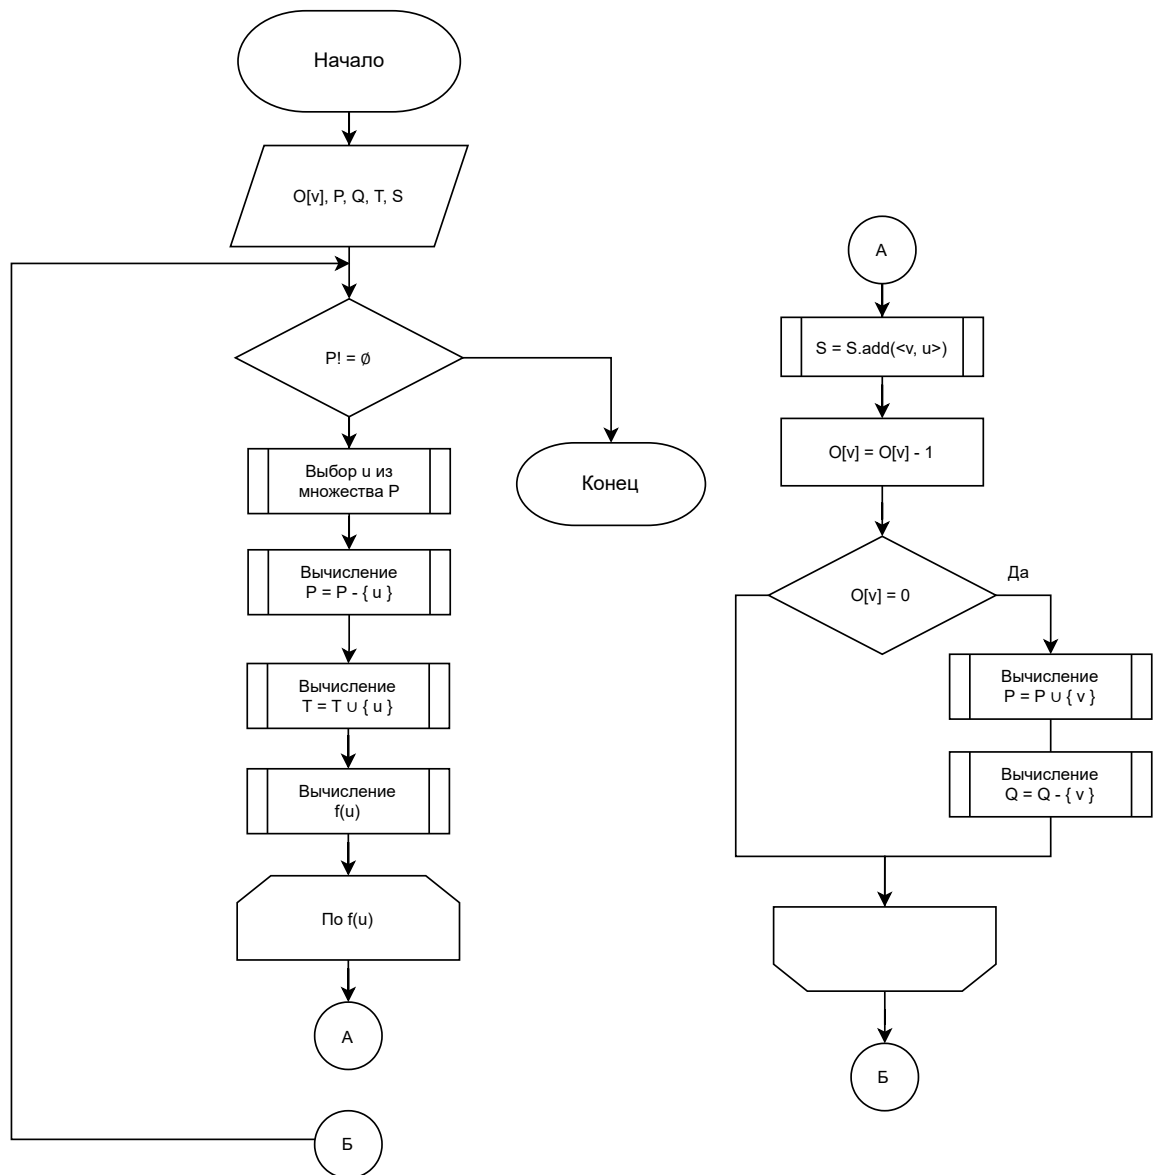 Начало
O[v], P, Q, T, S
P! = ∅
Выбор u из
множества P
Вычисление
P = P - { u }
Вычисление
T = T ∪ { u }
Вычисление
f(u)
По f(u)
А
Б
Конец
А
S = S.add(<v, u>)
O[v] = O[v] - 1
O[v] = 0
Да
Вычисление
P = P ∪ { v }
Вычисление
Q = Q - { v }
Б